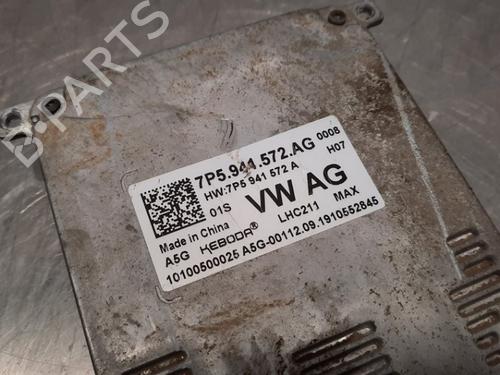 B-PARTS
7P5.941.572.AG 0008
HW:7P5 941 572 A H07
01S VW AG
Made in China LHC211 MAX
A5G KEBODA®
10100500025 A5G-00112.09.1910552845